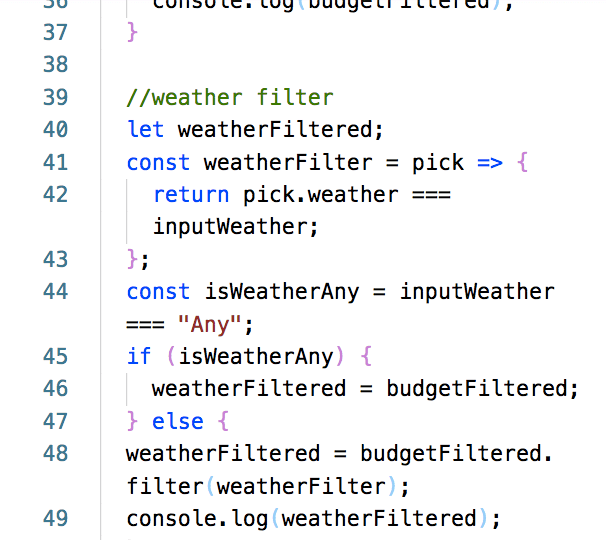 36 console.log(budgetFiltered);
37 }
38
39 //weather filter
40 let weatherFiltered;
41 const weatherFilter = pick => {
42 return pick.weather ===
inputWeather;
43 };
44 const isWeatherAny = inputWeather
=== "Any";
45 if (isWeatherAny) {
46 weatherFiltered = budgetFiltered;
47 } else {
48 weatherFiltered = budgetFiltered.
filter(weatherFilter);
49 console.log(weatherFiltered);